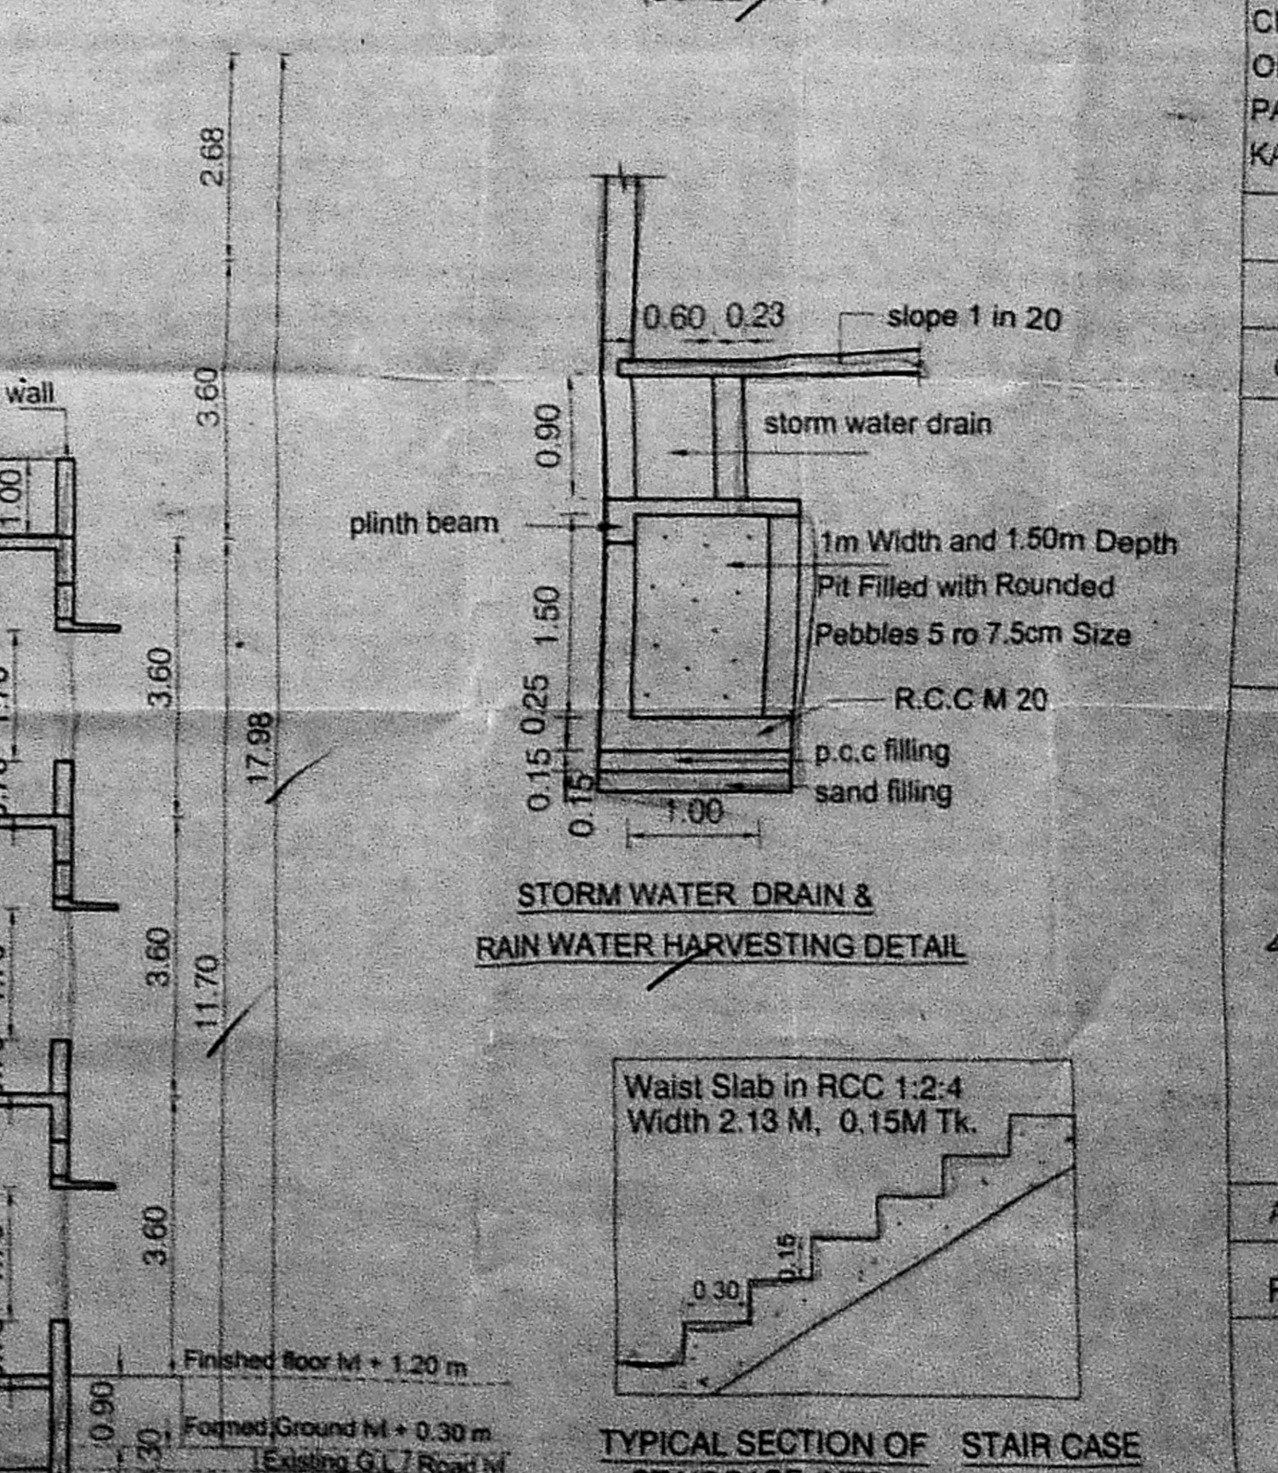 2.68
3.60
17.98
11.70
3.60
3.60
3.60
wall
1.00
0.60 0.23
slope 1 in 20
0.90
storm water drain
plinth beam
1m Width and 1.50m Depth
Pit Filled with Rounded
Pebbles 5 ro 7.5cm Size
1.50
0.25
R.C.C M 20
0.15
p.c.c filling
0.15
sand filling
1.00
STORM WATER DRAIN &
RAIN WATER HARVESTING DETAIL
Waist Slab in RCC 1:2:4
Width 2.13 M, 0.15M Tk.
0.15
0.30
TYPICAL SECTION OF STAIR CASE
Finished floor lvl + 1.20 m
0.90
Formed Ground lvl + 0.30 m
Existing G.L / Road lvl